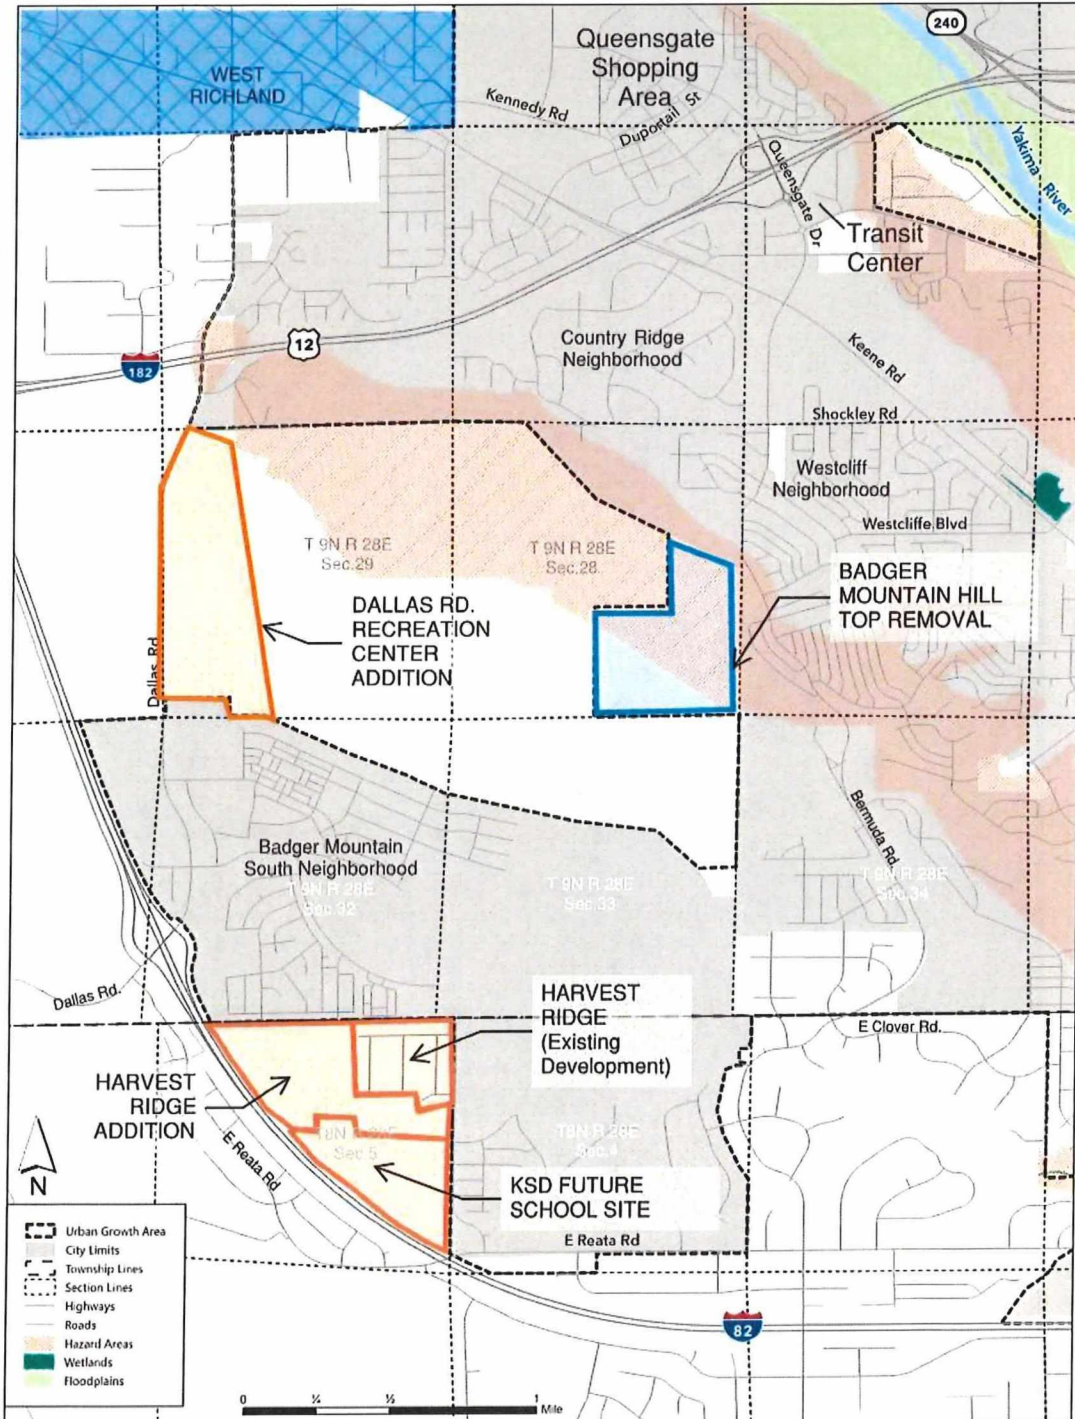 WEST
RICHLAND
Queensgate
Shopping
Area
240
Kennedy Rd
Duportail St
Queensgate Dr
Yakima River
Transit
Center
12
182
Country Ridge
Neighborhood
Keene Rd
Shockley Rd
Westcliff
Neighborhood
Westcliffe Blvd
T 9N R 28E
Sec.29
T 9N R 28E
Sec.28
BADGER
MOUNTAIN HILL
TOP REMOVAL
DALLAS RD.
RECREATION
CENTER
ADDITION
Dallas Rd
Bermuda Rd.
Badger Mountain
South Neighborhood
T 9N R 28E
Sec.32
T 9N R 28E
Sec.33
T 9N R 28E
Sec.34
Dallas Rd.
HARVEST
RIDGE
(Existing
Development)
E Clover Rd.
HARVEST
RIDGE
ADDITION
E Reata Rd
T8N R 28E
Sec.5
T8N R 28E
Sec.4
KSD FUTURE
SCHOOL SITE
E Reata Rd
N
82
Urban Growth Area
City Limits
Township Lines
Section Lines
Highways
Roads
Hazard Areas
Wetlands
Floodplains
0 ¼ ½ 1
Mile